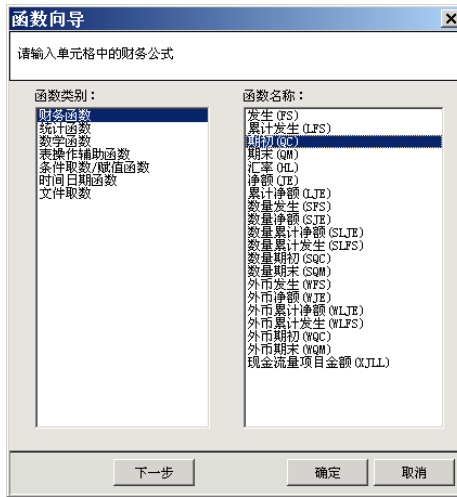 函数向导
请输入单元格中的财务公式
函数类别：
财务函数
统计函数
数学函数
表操作辅助函数
条件取数/赋值函数
时间日期函数
文件取数
函数名称：
发生(FS)
累计发生(LFS)
期初(QC)
期末(QM)
汇率(HL)
净额(JE)
累计净额(LJE)
数量发生(SFS)
数量净额(SJE)
数量累计净额(SLJE)
数量累计发生(SLFS)
数量期初(SQC)
数量期末(SQM)
外币发生(WFS)
外币净额(WJE)
外币累计净额(WLJE)
外币累计发生(WLFS)
外币期初(WQC)
外币期末(WQM)
现金流量项目金额(XJLL)
下一步
确定
取消